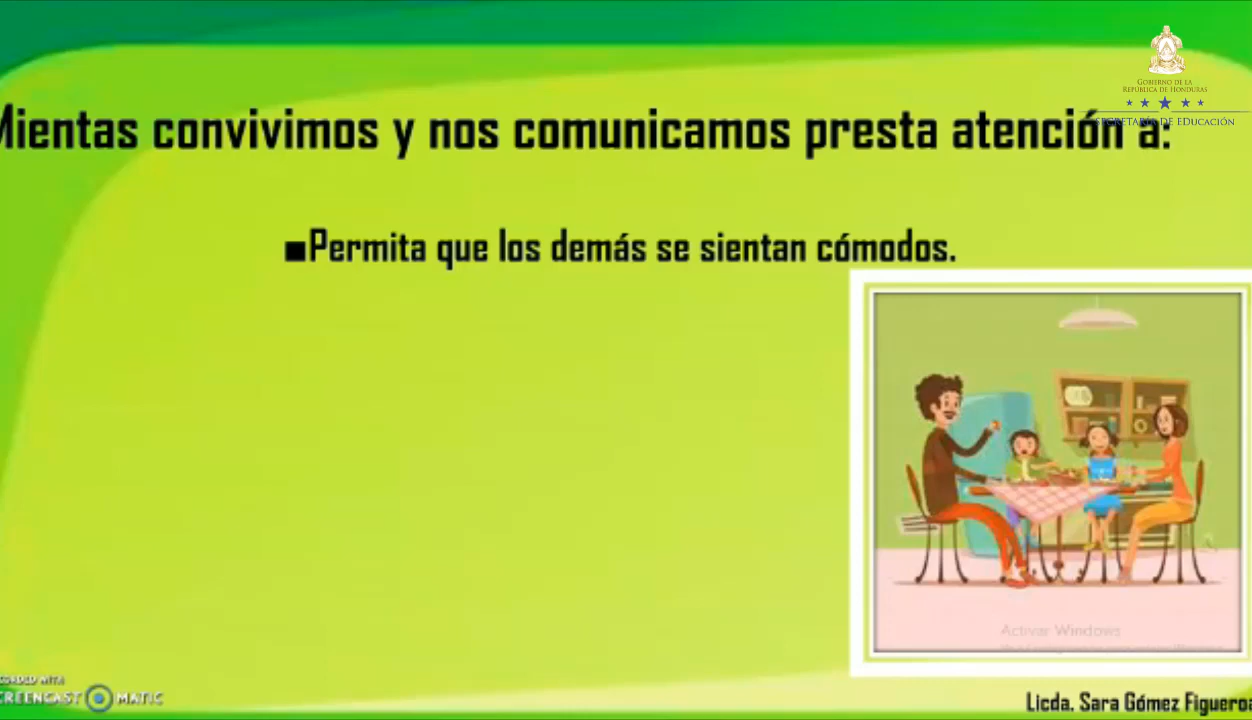 GOBIERNO DE LA
REPÚBLICA DE HONDURAS
SECRETARÍA DE EDUCACIÓN
Mientas convivimos y nos comunicamos presta atención a:
■Permita que los demás se sientan cómodos.
Activar Windows
RECORDED WITH
SCREENCAST MATIC
Licda. Sara Gómez Figueroa